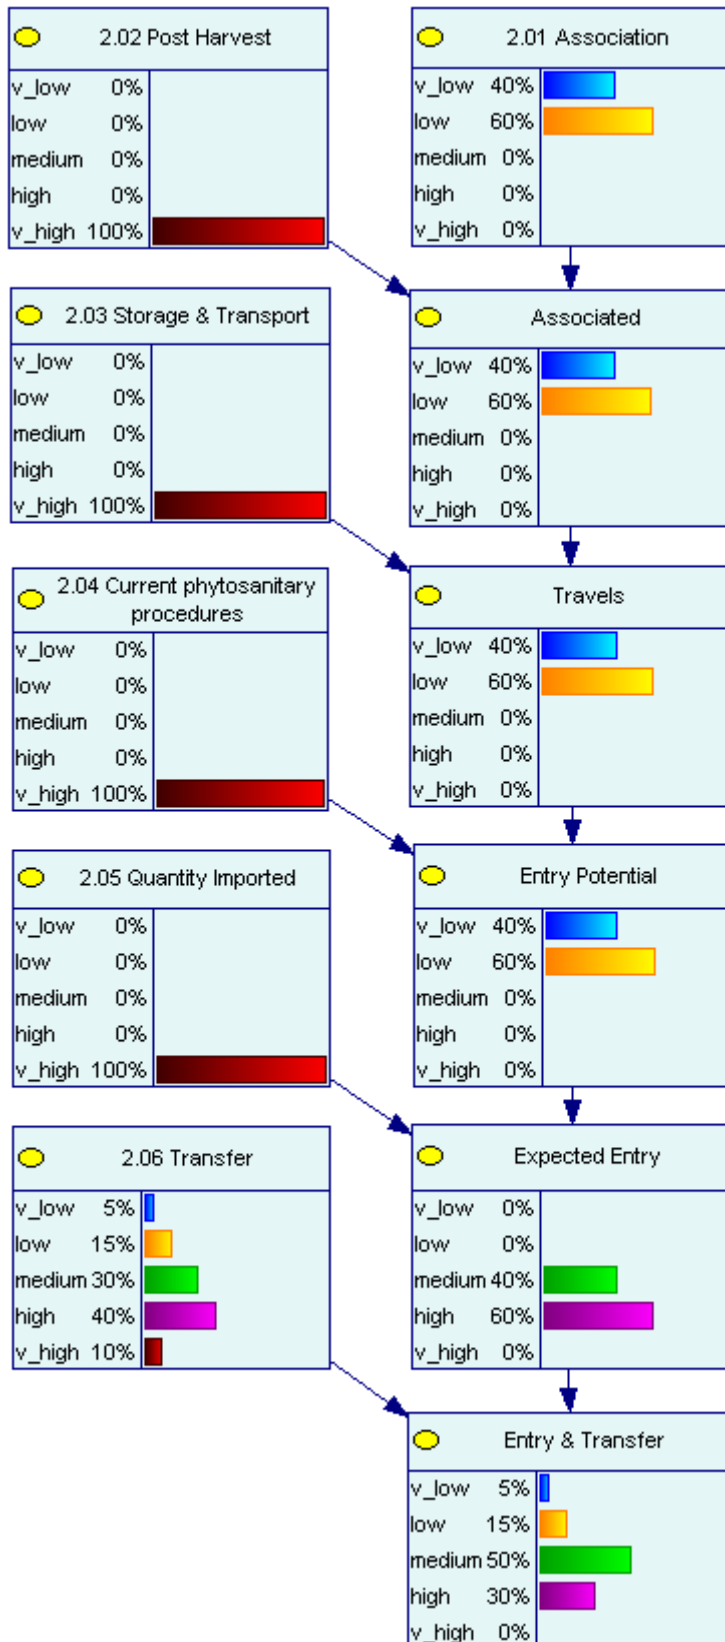 2.02 Post Harvest
v_low 0%
low 0%
medium 0%
high 0%
v_high 100%
2.01 Association
v_low 40%
low 60%
medium 0%
high 0%
v_high 0%
2.03 Storage & Transport
v_low 0%
low 0%
medium 0%
high 0%
v_high 100%
Associated
v_low 40%
low 60%
medium 0%
high 0%
v_high 0%
2.04 Current phytosanitary
procedures
v_low 0%
low 0%
medium 0%
high 0%
v_high 100%
Travels
v_low 40%
low 60%
medium 0%
high 0%
v_high 0%
2.05 Quantity Imported
v_low 0%
low 0%
medium 0%
high 0%
v_high 100%
Entry Potential
v_low 40%
low 60%
medium 0%
high 0%
v_high 0%
2.06 Transfer
v_low 5%
low 15%
medium 30%
high 40%
v_high 10%
Expected Entry
v_low 0%
low 0%
medium 40%
high 60%
v_high 0%
Entry & Transfer
v_low 5%
low 15%
medium 50%
high 30%
v_high 0%